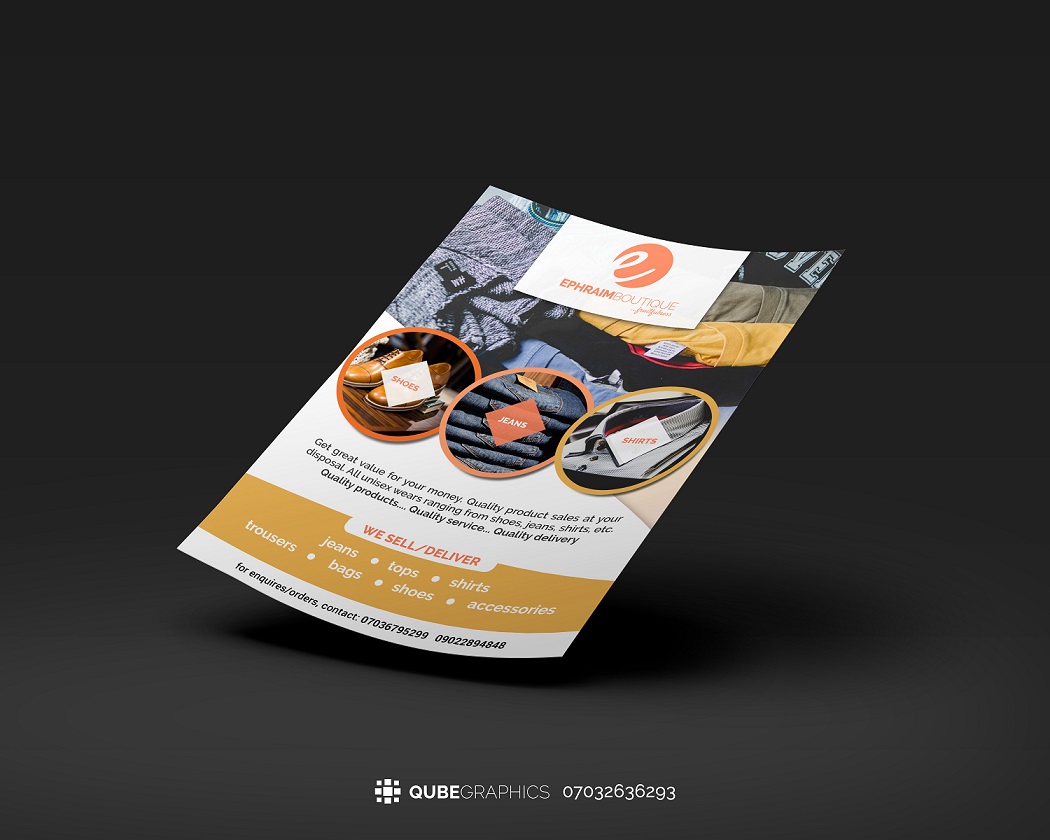 EPHRAIMBOUTIQUE
...fruitfulness
SHOES
JEANS
SHIRTS
Get great value for your money. Quality product sales at your
disposal. All unisex wears ranging from shoes, jeans, shirts, etc.
Quality products.... Quality service... Quality delivery
WE SELL/DELIVER
jeans • tops • shirts
trousers • bags • shoes • accessories
for enquires/orders, contact: 07036795299 09022894848
QUBEGRAPHICS 07032636293